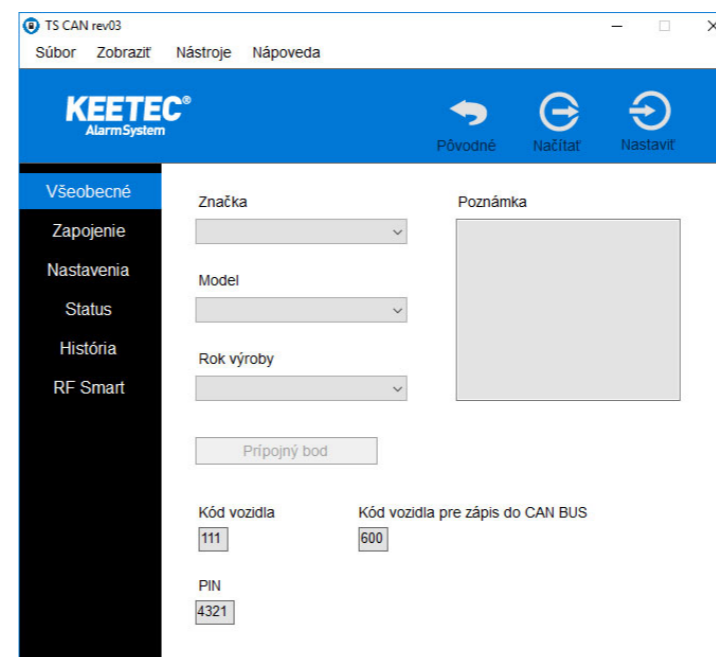 TS CAN rev03
Súbor Zobraziť Nástroje Nápoveda
KEETEC®
AlarmSystem
Pôvodné Načítať Nastaviť
Všeobecné
Zapojenie
Nastavenia
Status
História
RF Smart
Značka
Poznámka
Model
Rok výroby
Prípojný bod
Kód vozidla
Kód vozidla pre zápis do CAN BUS
111
600
PIN
4321